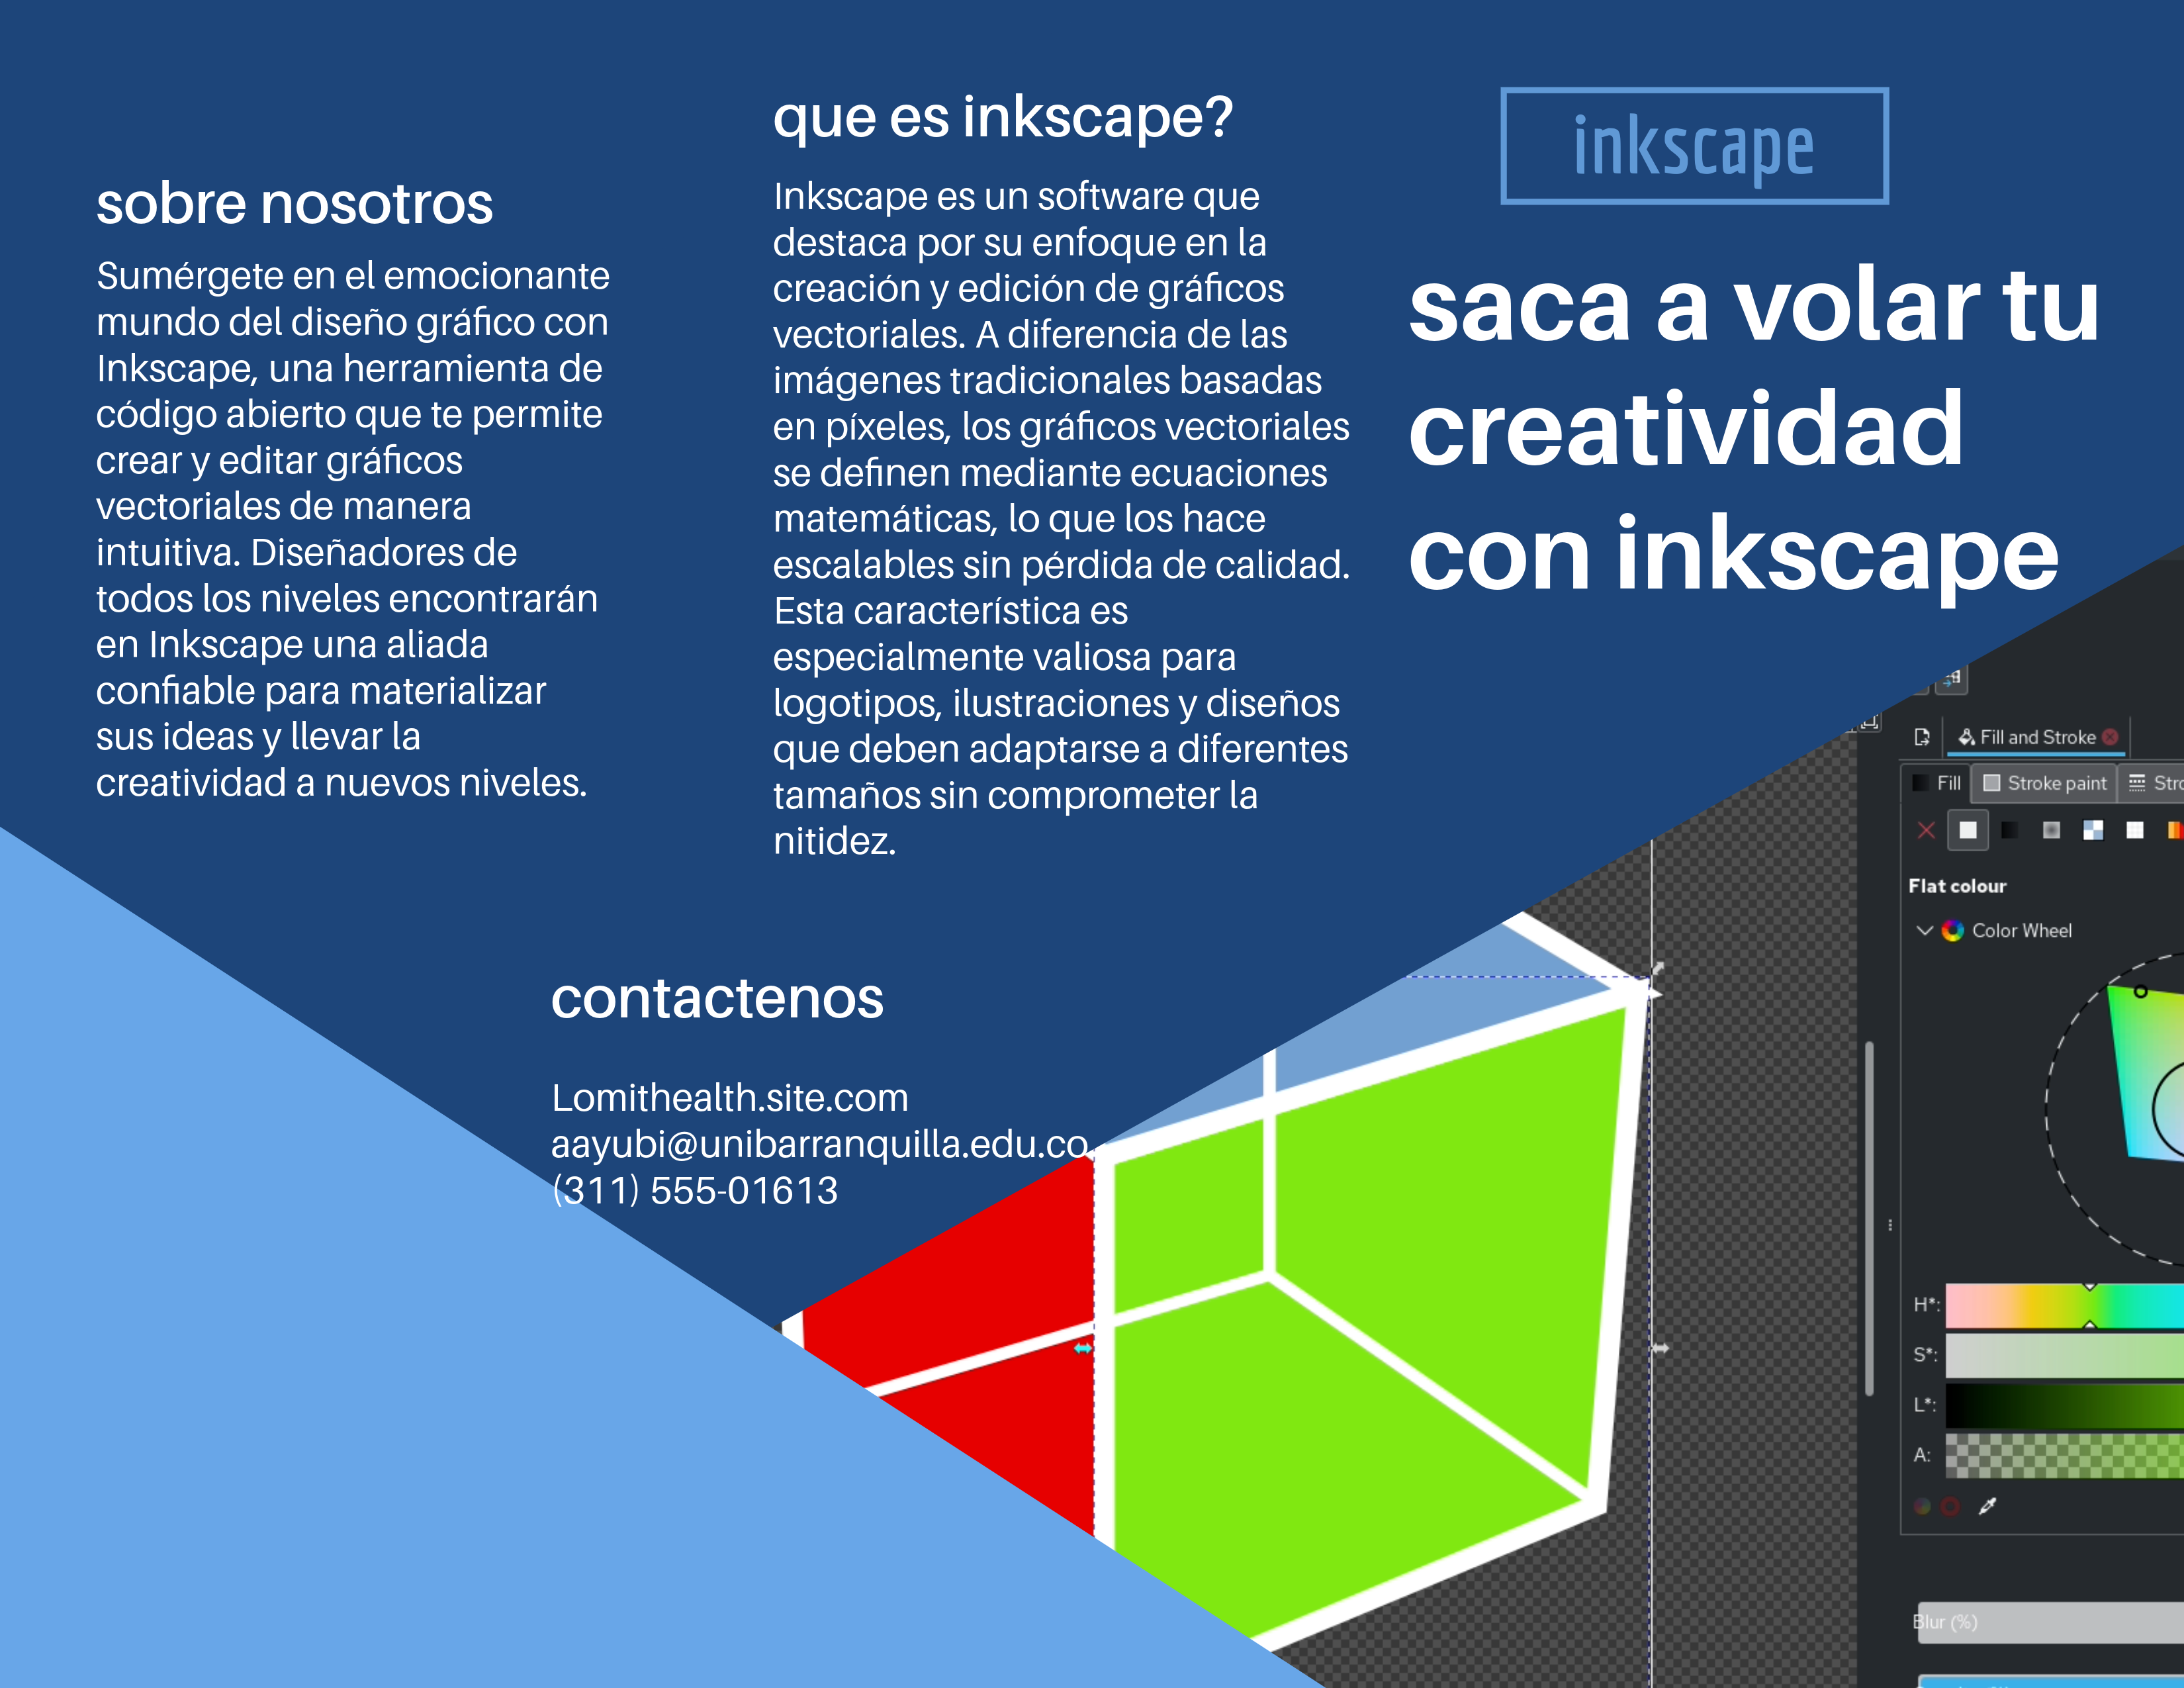 sobre nosotros
Sumérgete en el emocionante
mundo del diseño gráfico con
Inkscape, una herramienta de
código abierto que te permite
crear y editar gráficos
vectoriales de manera
intuitiva. Diseñadores de
todos los niveles encontrarán
en Inkscape una aliada
confiable para materializar
sus ideas y llevar la
creatividad a nuevos niveles.
que es inkscape?
Inkscape es un software que
destaca por su enfoque en la
creación y edición de gráficos
vectoriales. A diferencia de las
imágenes tradicionales basadas
en píxeles, los gráficos vectoriales
se definen mediante ecuaciones
matemáticas, lo que los hace
escalables sin pérdida de calidad.
Esta característica es
especialmente valiosa para
logotipos, ilustraciones y diseños
que deben adaptarse a diferentes
tamaños sin comprometer la
nitidez.
contactenos
Lomithealth.site.com
aayubi@unibarranquilla.edu.co
(311) 555-01613
inkscape
saca a volar tu
creatividad
con inkscape
Fill and Stroke
Fill Stroke paint
Flat colour
Color Wheel
H*:
S*:
L*:
A:
Blur (%)